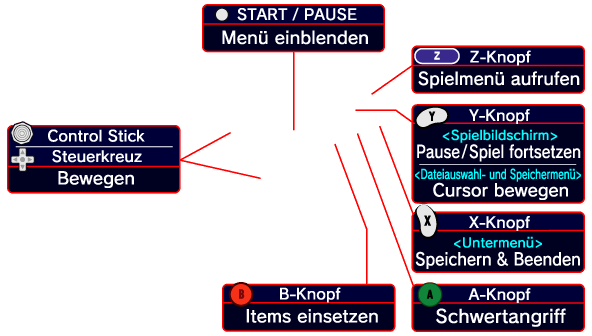 START / PAUSE
Menü einblenden
Z
Z-Knopf
Spielmenü aufrufen
Y
Y-Knopf
<Spielbildschirm>
Pause/Spiel fortsetzen
<Dateiauswahl- und Speichermenü>
Cursor bewegen
Control Stick
Steuerkreuz
Bewegen
X
X-Knopf
<Untermenü>
Speichern & Beenden
B
B-Knopf
Items einsetzen
A
A-Knopf
Schwertangriff